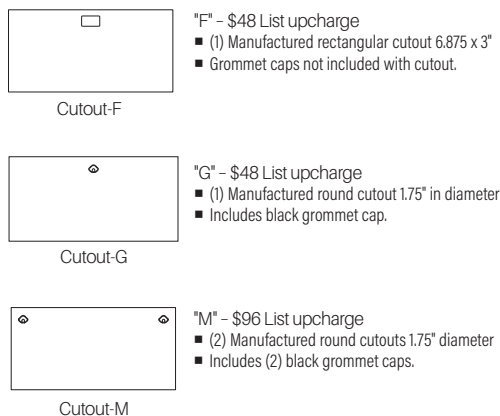 "F" – $48 List upcharge
■ (1) Manufactured rectangular cutout 6.875 x 3"
■ Grommet caps not included with cutout.
Cutout-F
"G" – $48 List upcharge
■ (1) Manufactured round cutout 1.75" in diameter
■ Includes black grommet cap.
Cutout-G
"M" – $96 List upcharge
■ (2) Manufactured round cutouts 1.75" diameter
■ Includes (2) black grommet caps.
Cutout-M